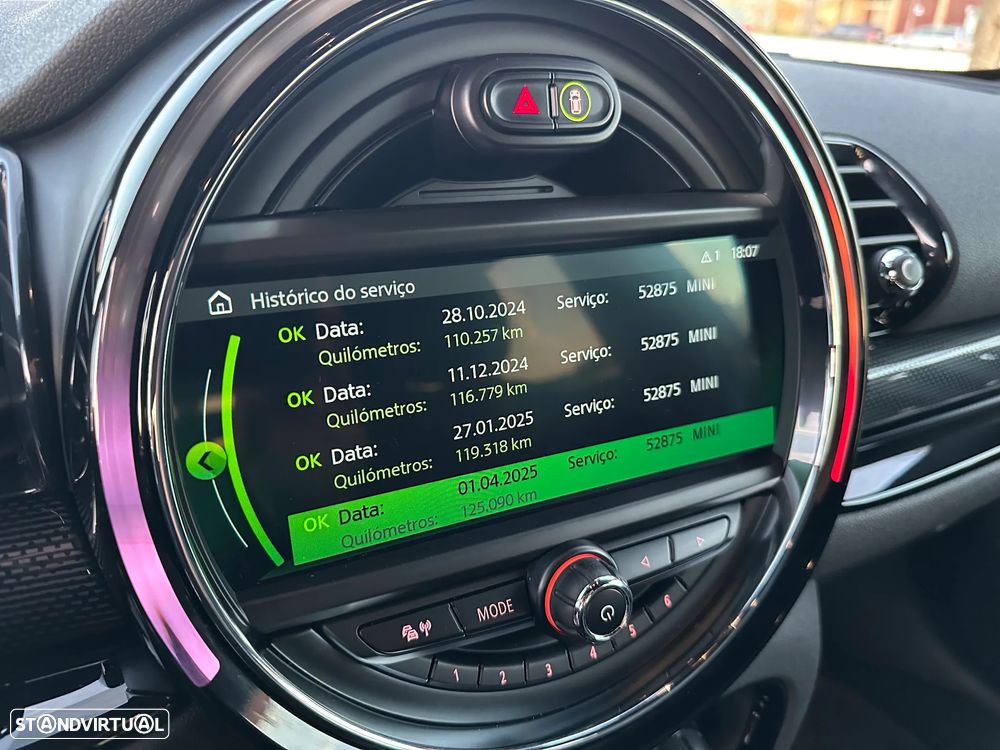 1 18:07
Histórico do serviço
OK Data: 28.10.2024 Serviço: 52875 MINI
Quilómetros: 110.257 km
OK Data: 11.12.2024 Serviço: 52875 MINI
Quilómetros: 116.779 km
OK Data: 27.01.2025 Serviço: 52875 MINI
Quilómetros: 119.318 km
OK Data: 01.04.2025 Serviço: 52875 MINI
Quilómetros: 125.090 km
MODE
1 2 3 4 5 6
STANDVIRTUAL